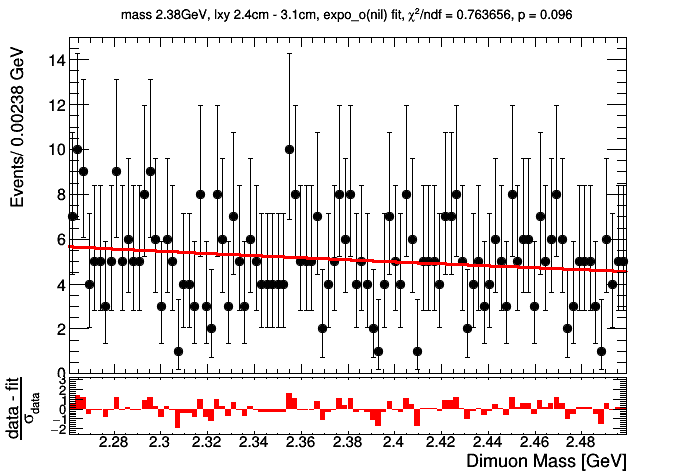 mass 2.38GeV, lxy 2.4cm - 3.1cm, expo_o(nil) fit, χ²/ndf = 0.763656, p = 0.096
Events/ 0.00238 GeV
14
12
10
8
6
4
2
0
data - fit
σdata
3
2
1
0
−1
−2
2.28 2.3 2.32 2.34 2.36 2.38 2.4 2.42 2.44 2.46 2.48
Dimuon Mass [GeV]